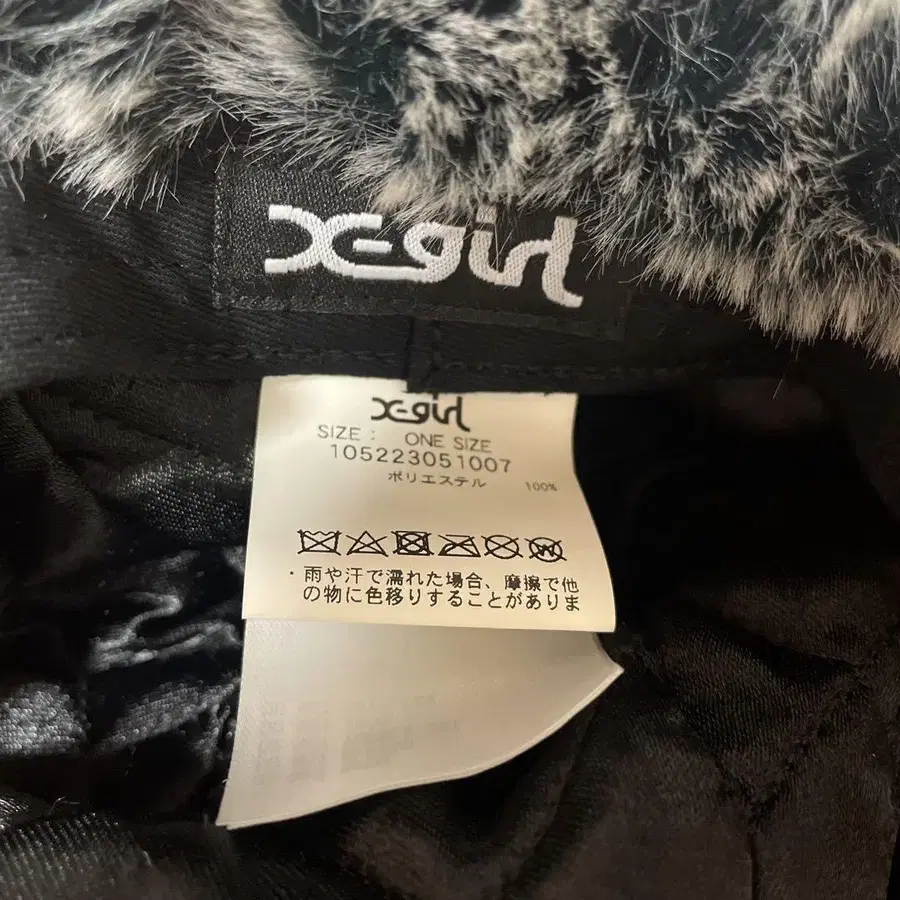 X-girl
X-girl
SIZE : ONE SIZE
105223051007
ポリエステル 100%
・雨や汗で濡れた場合、摩擦で他
の物に色移りすることがありま